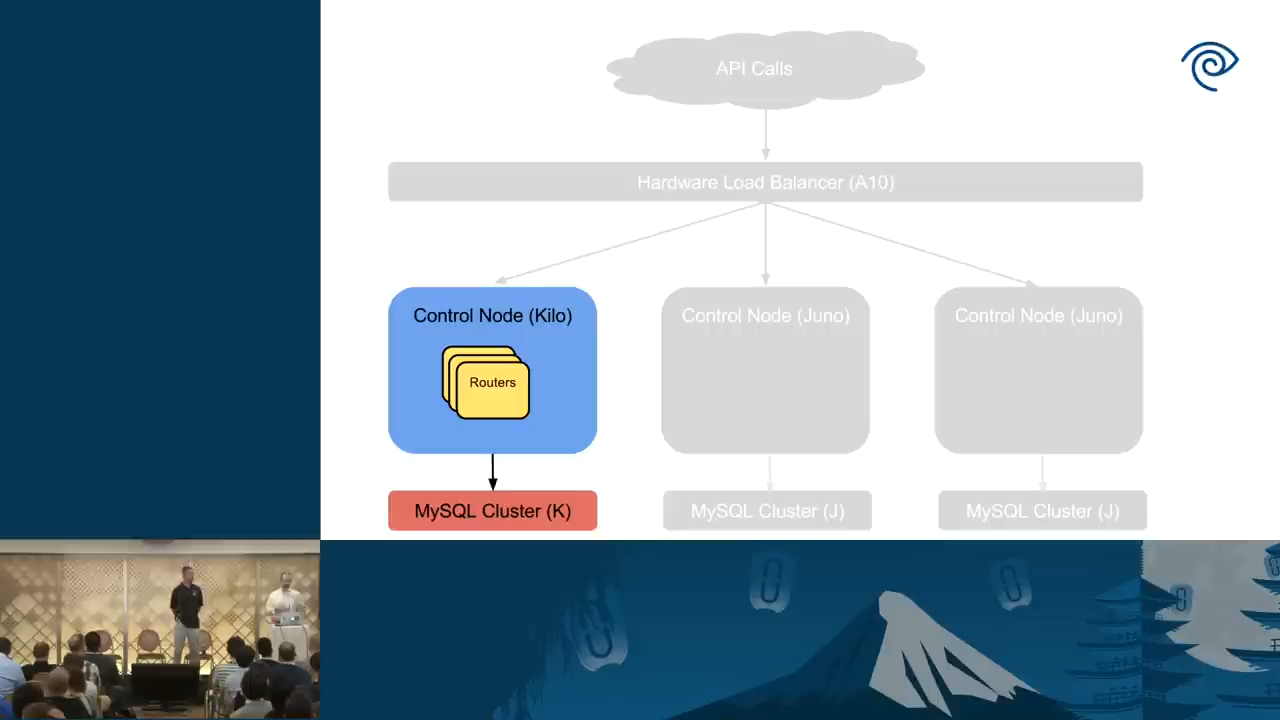 API Calls
Hardware Load Balancer (A10)
Control Node (Kilo)
Control Node (Juno)
Control Node (Juno)
Routers
MySQL Cluster (K)
MySQL Cluster (J)
MySQL Cluster (J)